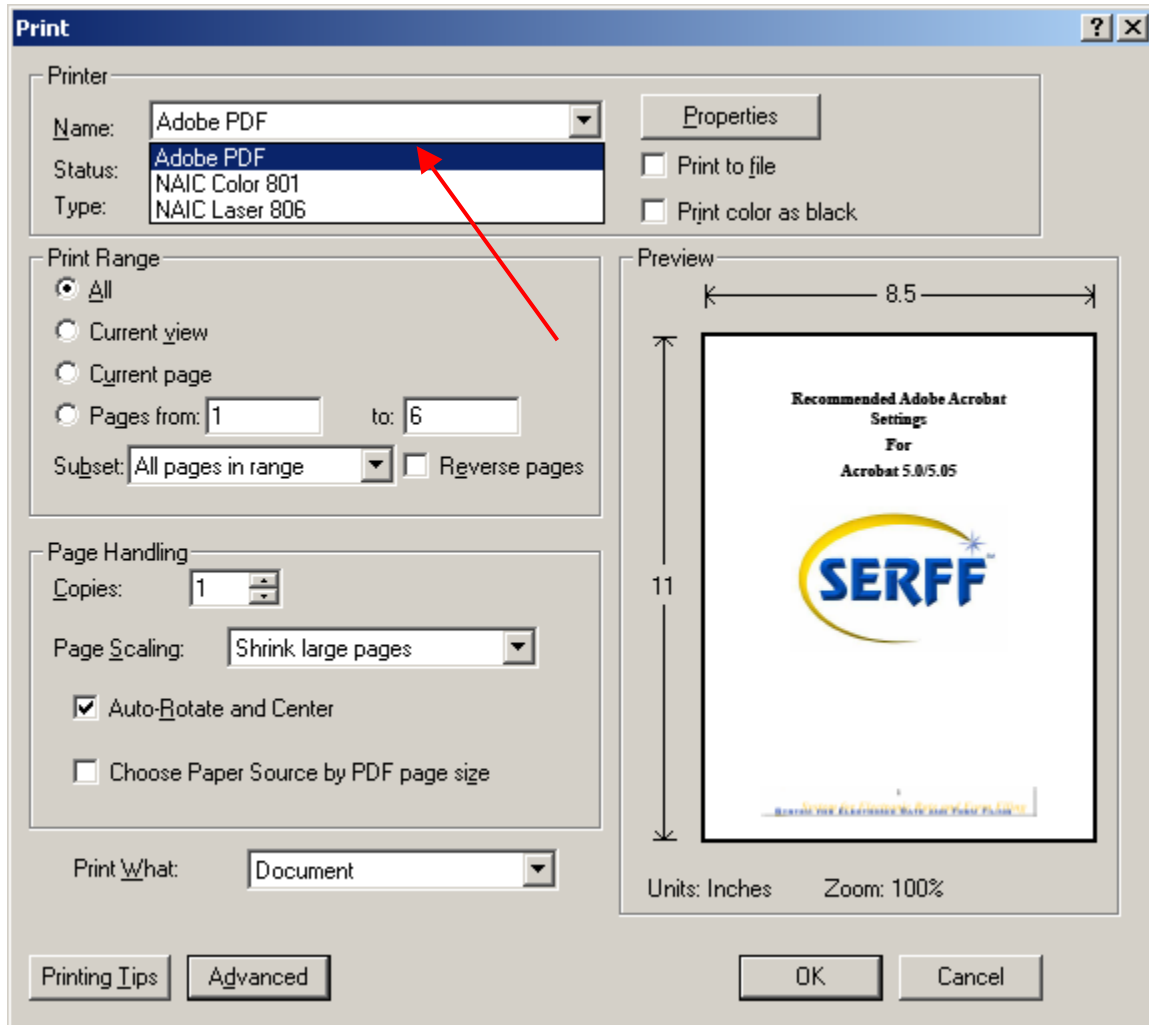 Print
Printer
Name: Adobe PDF Properties
Adobe PDF
Status: NAIC Color 801 Print to file
Type: NAIC Laser 806 Print color as black
Print Range
All
Current view
Current page
Pages from: 1 to: 6
Subset: All pages in range Reverse pages
Page Handling
Copies: 1
Page Scaling: Shrink large pages
Auto-Rotate and Center
Choose Paper Source by PDF page size
Print What: Document
Preview
8.5
11
Recommended Adobe Acrobat
Settings
For
Acrobat 5.0/5.05
SERFF
Units: Inches Zoom: 100%
Printing Tips Advanced OK Cancel